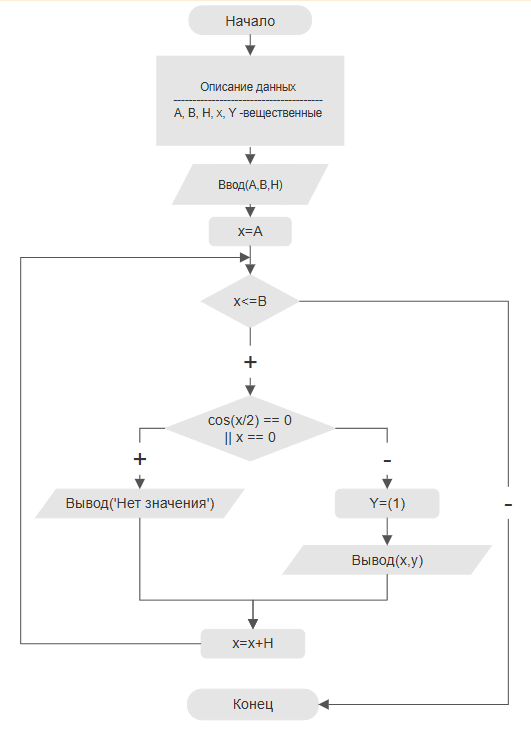 Начало
Описание данных
---------------------------------------
A, B, H, x, Y -вещественные
Ввод(A,B,H)
x=A
x<=B
+
cos(x/2) == 0
|| x == 0
+
-
Вывод('Нет значения')
Y=(1)
-
Вывод(x,y)
x=x+H
Конец